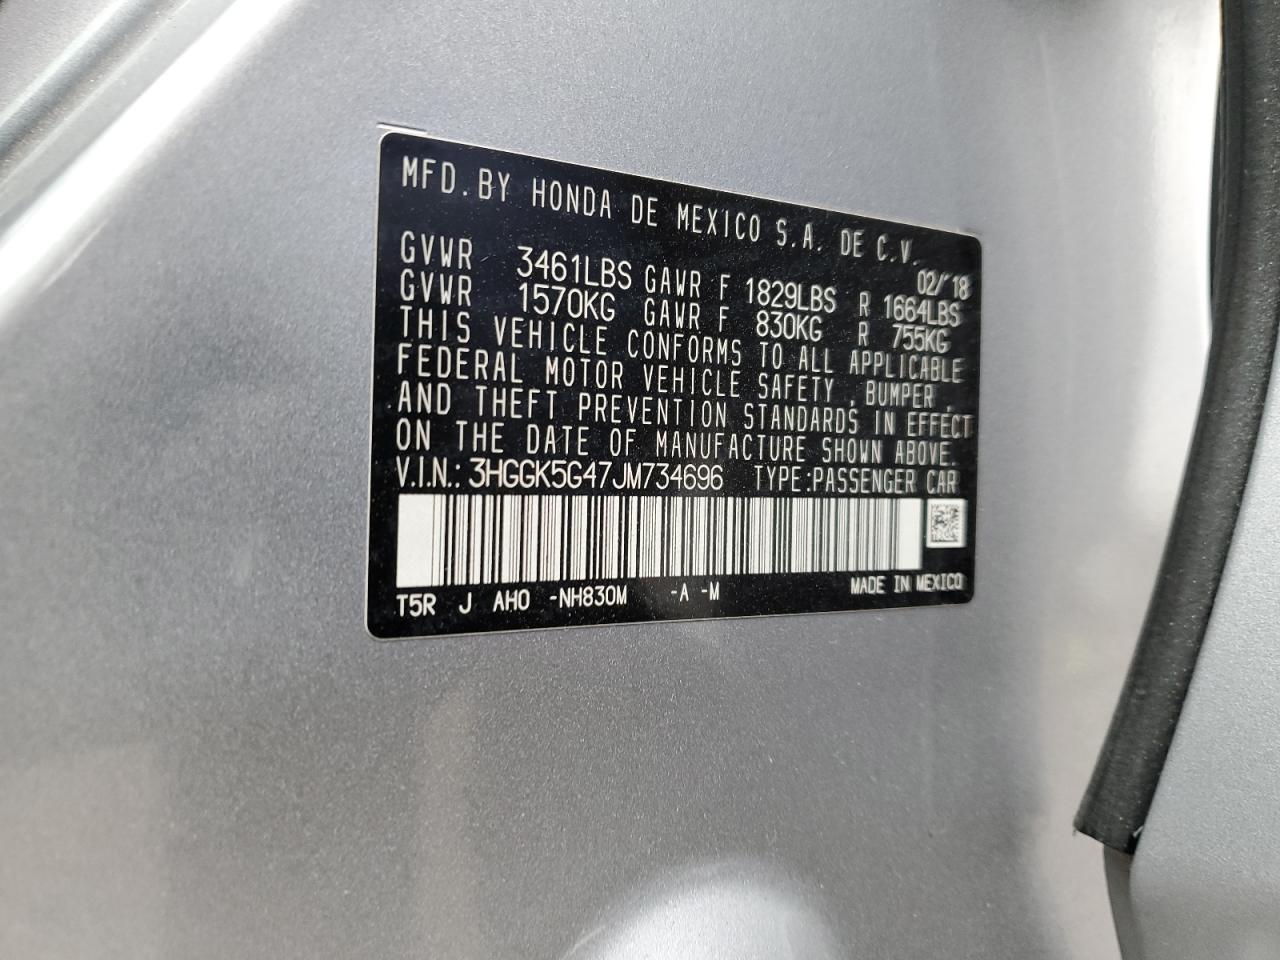 MFD. BY HONDA DE MEXICO S.A. DE C.V.
02/'18
GVWR 3461LBS GAWR F 1829LBS R 1664LBS
GVWR 1570KG GAWR F 830KG R 755KG
THIS VEHICLE CONFORMS TO ALL APPLICABLE
FEDERAL MOTOR VEHICLE SAFETY , BUMPER ,
AND THEFT PREVENTION STANDARDS IN EFFECT
ON THE DATE OF MANUFACTURE SHOWN ABOVE.
V.I.N.: 3HGGK5G47JM734696 TYPE:PASSENGER CAR
T5R J AH0 -NH830M -A -M MADE IN MEXICO